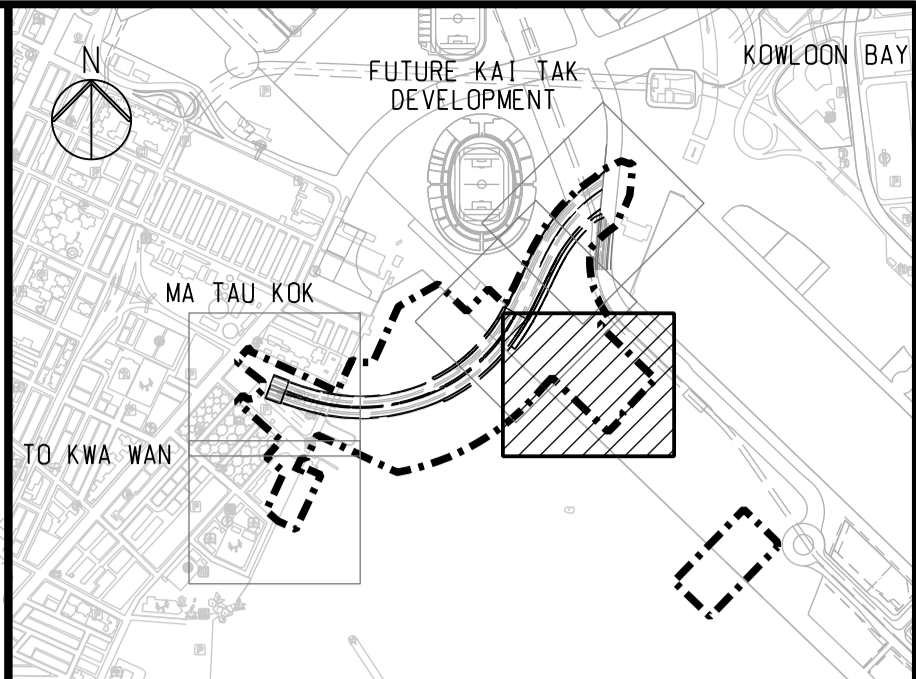 N
FUTURE KAI TAK
DEVELOPMENT
KOWLOON BAY
MA TAU KOK
TO KWA WAN